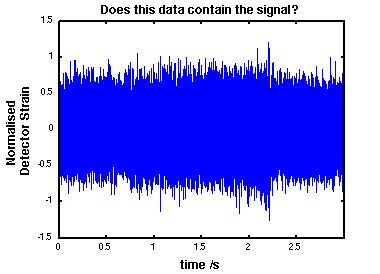 Does this data contain the signal?
1.5
1
0.5
0
-0.5
-1
-1.5
Normalised
Detector Strain
0 0.5 1 1.5 2 2.5
time /s